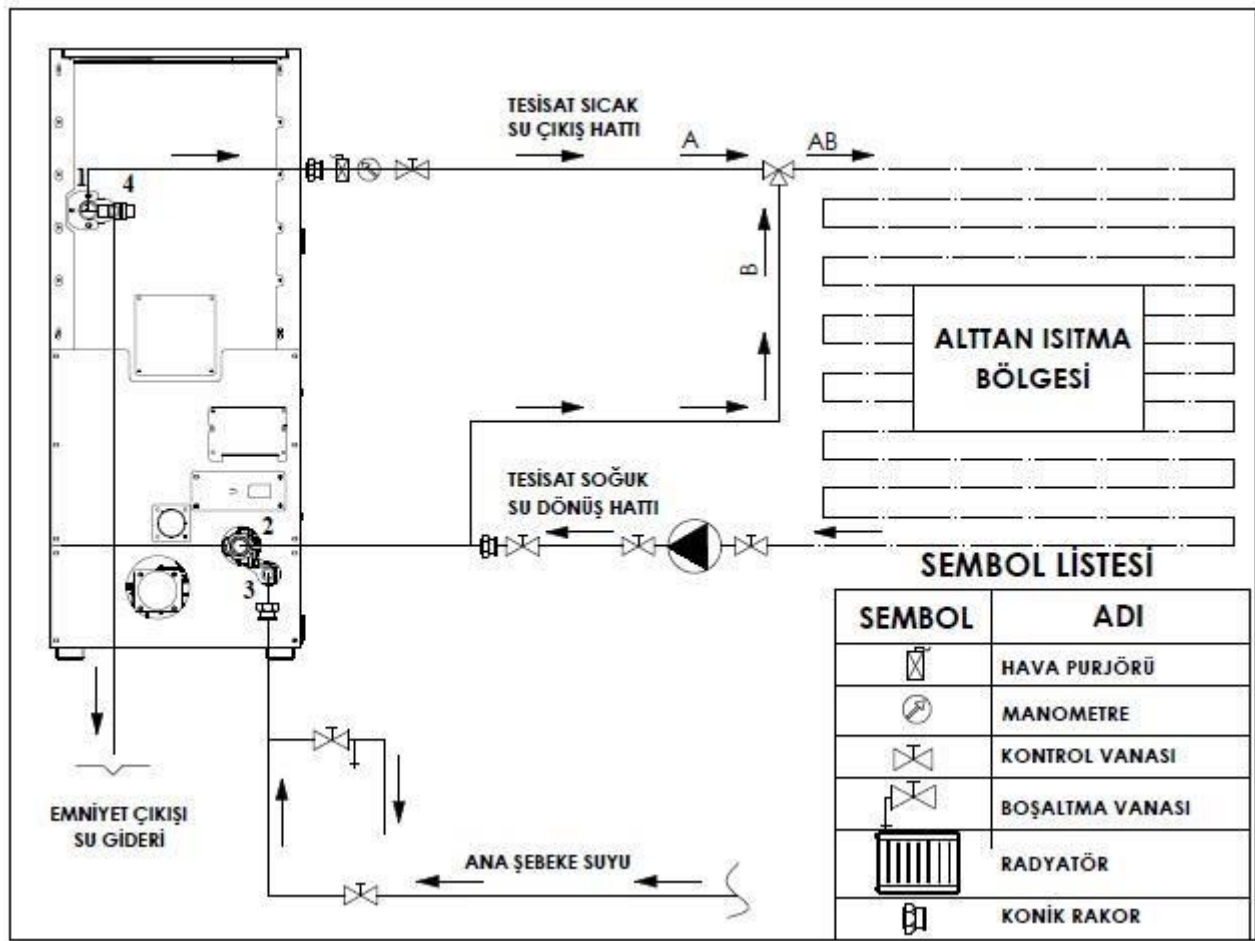 TESİSAT SICAK
SU ÇIKIŞ HATTI
A
AB
1
4
B
ALTTAN ISITMA
BÖLGESİ
TESİSAT SOĞUK
SU DÖNÜŞ HATTI
2
3
EMNİYET ÇIKIŞI
SU GİDERİ
ANA ŞEBEKE SUYU
SEMBOL LİSTESİ
SEMBOL ADI
HAVA PURJÖRÜ
MANOMETRE
KONTROL VANASI
BOŞALTMA VANASI
RADYATÖR
KONİK RAKOR